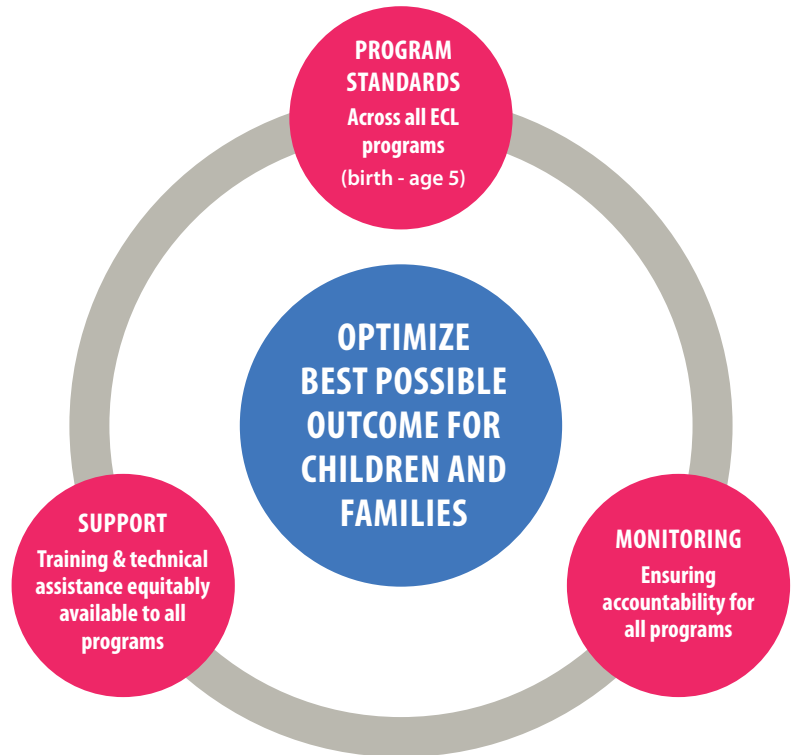 PROGRAM
STANDARDS
Across all ECL
programs
(birth - age 5)
OPTIMIZE
BEST POSSIBLE
OUTCOME FOR
CHILDREN AND
FAMILIES
SUPPORT
Training & technical
assistance equitably
available to all
programs
MONITORING
Ensuring
accountability for
all programs